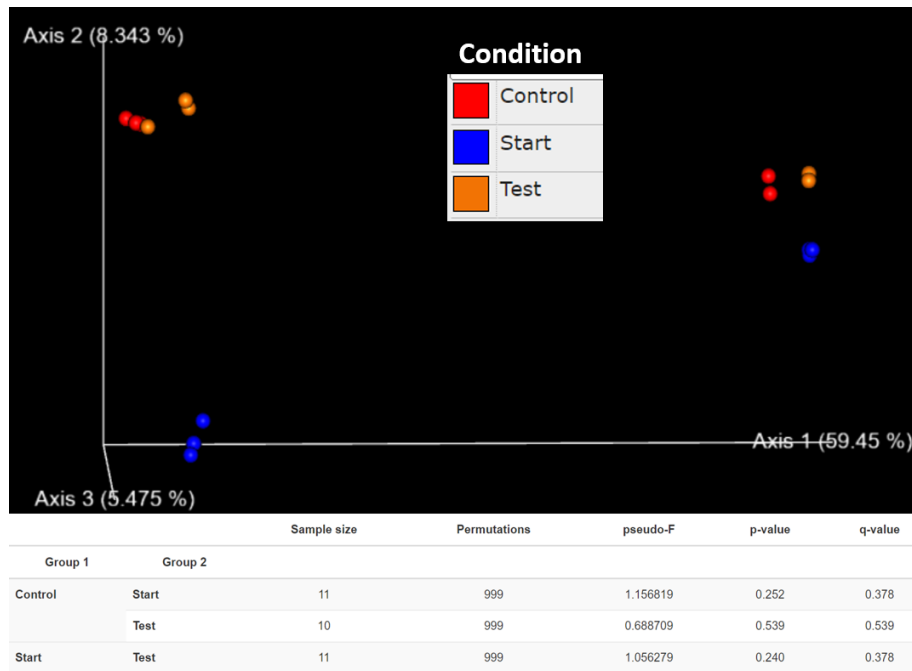 Axis 2 (8.343 %)
Condition
Control
Start
Test
Axis 1 (59.45 %)
Axis 3 (5.475 %)
Sample size Permutations pseudo-F p-value q-value
Group 1 Group 2
Control Start 11 999 1.156819 0.252 0.378
Test 10 999 0.688709 0.539 0.539
Start Test 11 999 1.056279 0.240 0.378